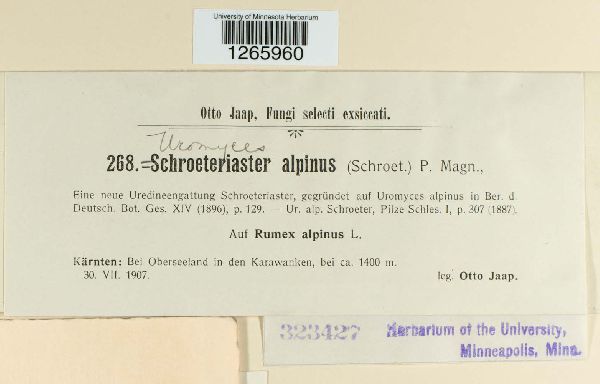 University of Minnesota Herbarium
1265960
Otto Jaap, Fungi selecti exsiccati.
Uromyces
268. Schroeteriaster alpinus (Schroet.) P. Magn.,
Eine neue Uredineengattung Schroeteriaster, gegründet auf Uromyces alpinus in Ber. d.
Deutsch. Bot. Ges. XIV (1896), p. 129. — Ur. alp. Schroeter, Pilze Schles. I, p. 307 (1887).
Auf Rumex alpinus L.
Kärnten: Bei Oberseeland in den Karawanken, bei ca. 1400 m.
30. VII. 1907. leg. Otto Jaap.
323427 Herbarium of the University,
Minneapolis, Minn.